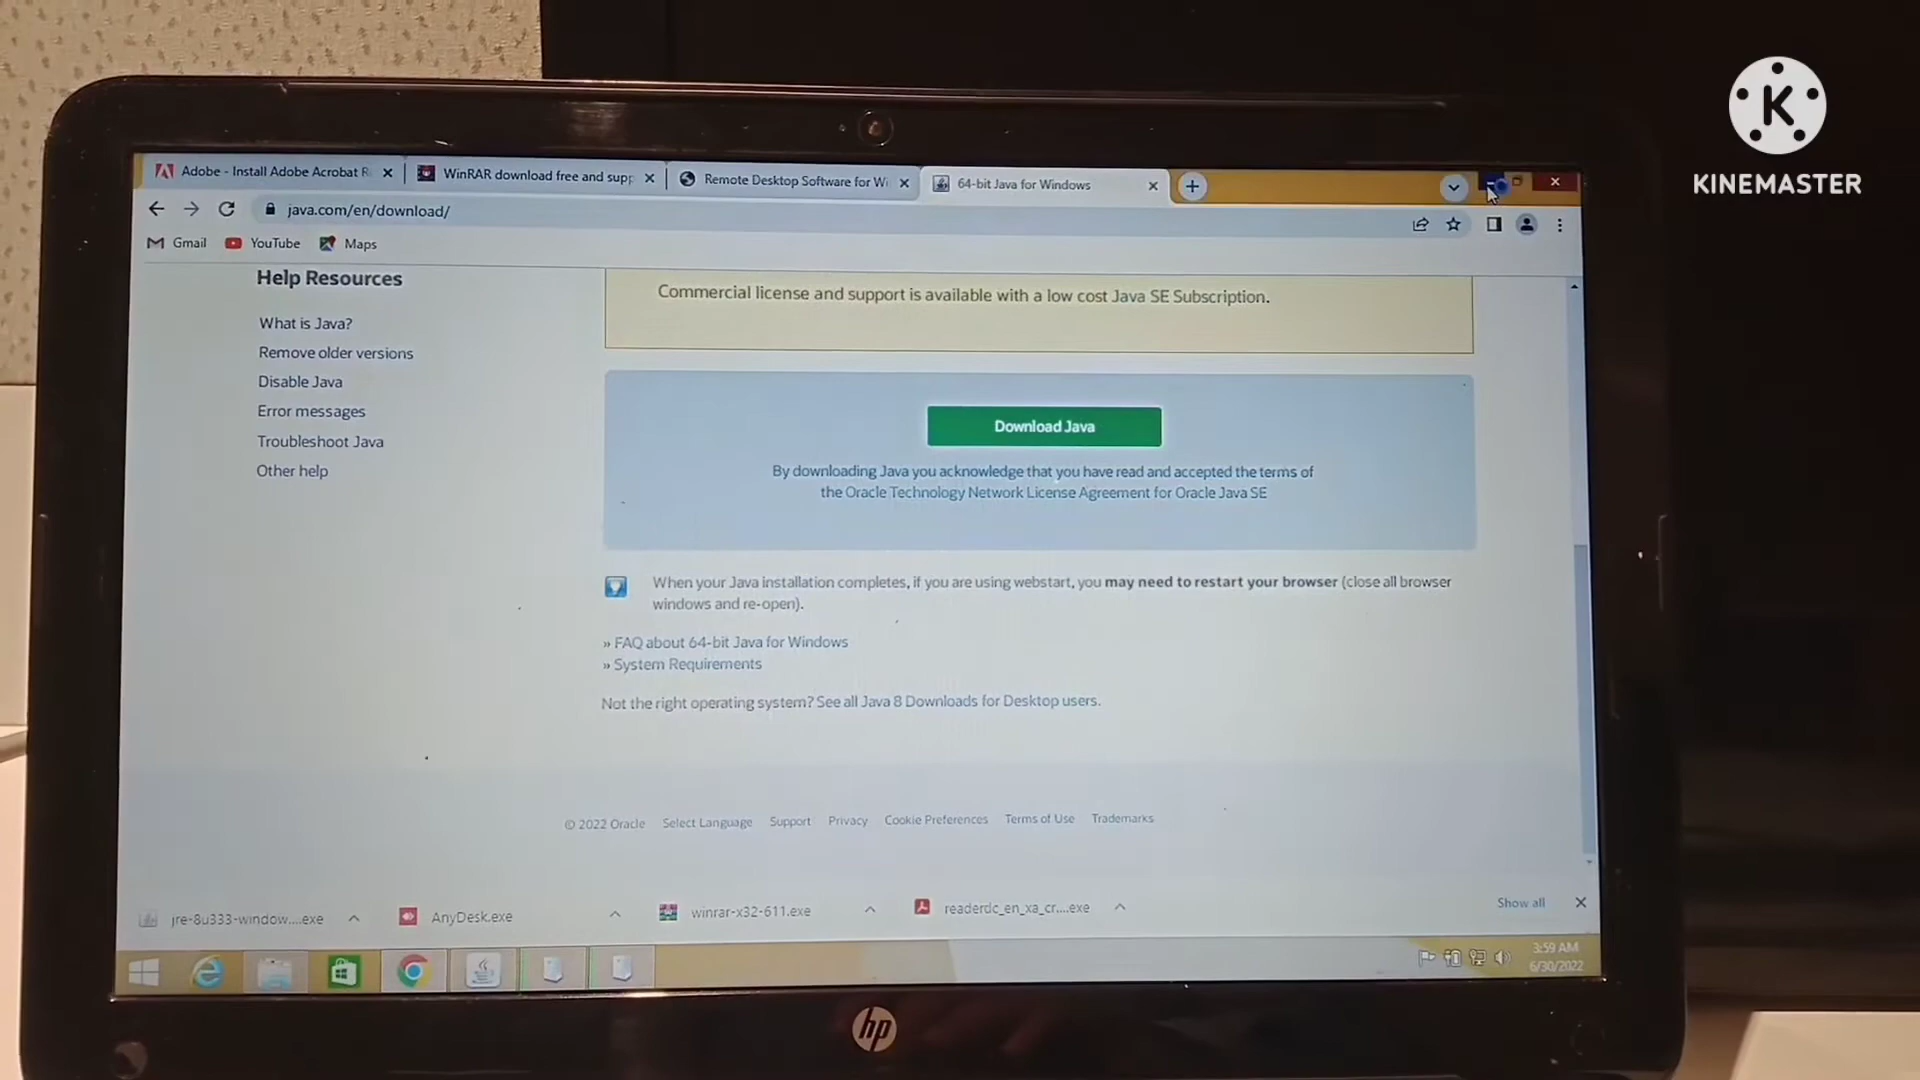 K
KINEMASTER
Adobe - Install Adobe Acrobat R
WinRAR download free and supp
Remote Desktop Software for Wi
64-bit Java for Windows
java.com/en/download/
Gmail
YouTube
Maps
Help Resources
What is Java?
Remove older versions
Disable Java
Error messages
Troubleshoot Java
Other help
Commercial license and support is available with a low cost Java SE Subscription.
Download Java
By downloading Java you acknowledge that you have read and accepted the terms of
the Oracle Technology Network License Agreement for Oracle Java SE
When your Java installation completes, if you are using webstart, you may need to restart your browser (close all browser
windows and re-open).
» FAQ about 64-bit Java for Windows
» System Requirements
Not the right operating system? See all Java 8 Downloads for Desktop users.
© 2022 Oracle Select Language Support Privacy Cookie Preferences Terms of Use Trademarks
jre-8u333-window....exe
AnyDesk.exe
winrar-x32-611.exe
readerdc_en_xa_cr....exe
Show all
3:59 AM
6/30/2022
hp